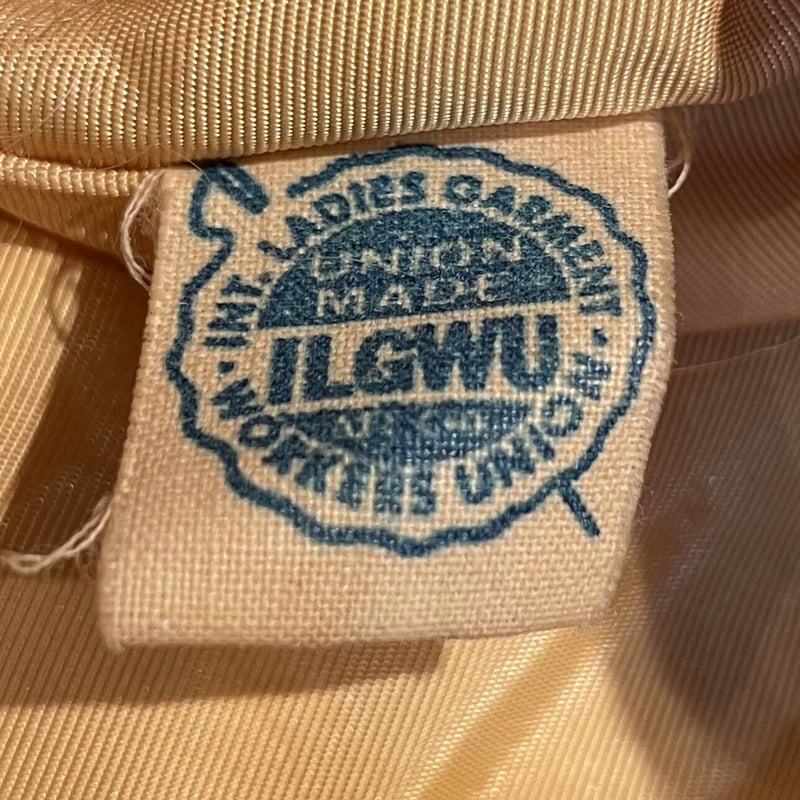 INT. LADIES GARMENT
UNION
MADE
ILGWU
WORKERS UNION